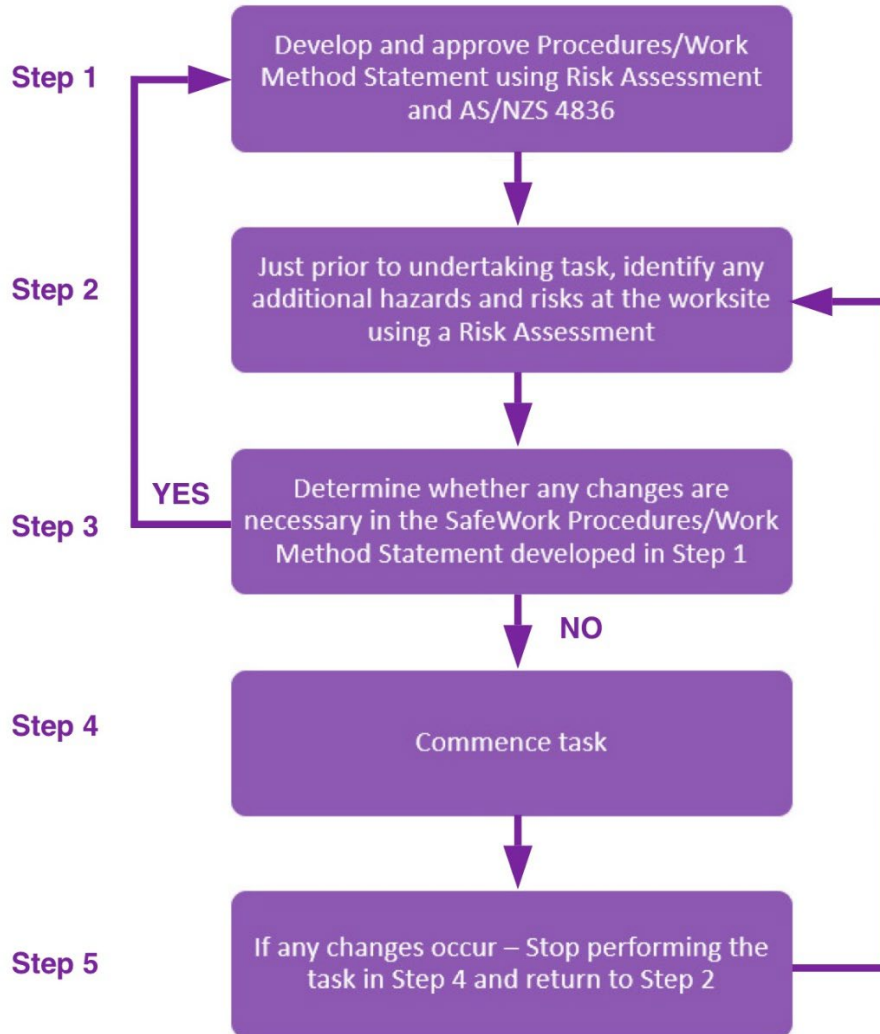 Step 1
Develop and approve Procedures/Work
Method Statement using Risk Assessment
and AS/NZS 4836
Step 2
Just prior to undertaking task, identify any
additional hazards and risks at the worksite
using a Risk Assessment
Step 3
YES
Determine whether any changes are
necessary in the SafeWork Procedures/Work
Method Statement developed in Step 1
NO
Step 4
Commence task
Step 5
If any changes occur – Stop performing the
task in Step 4 and return to Step 2